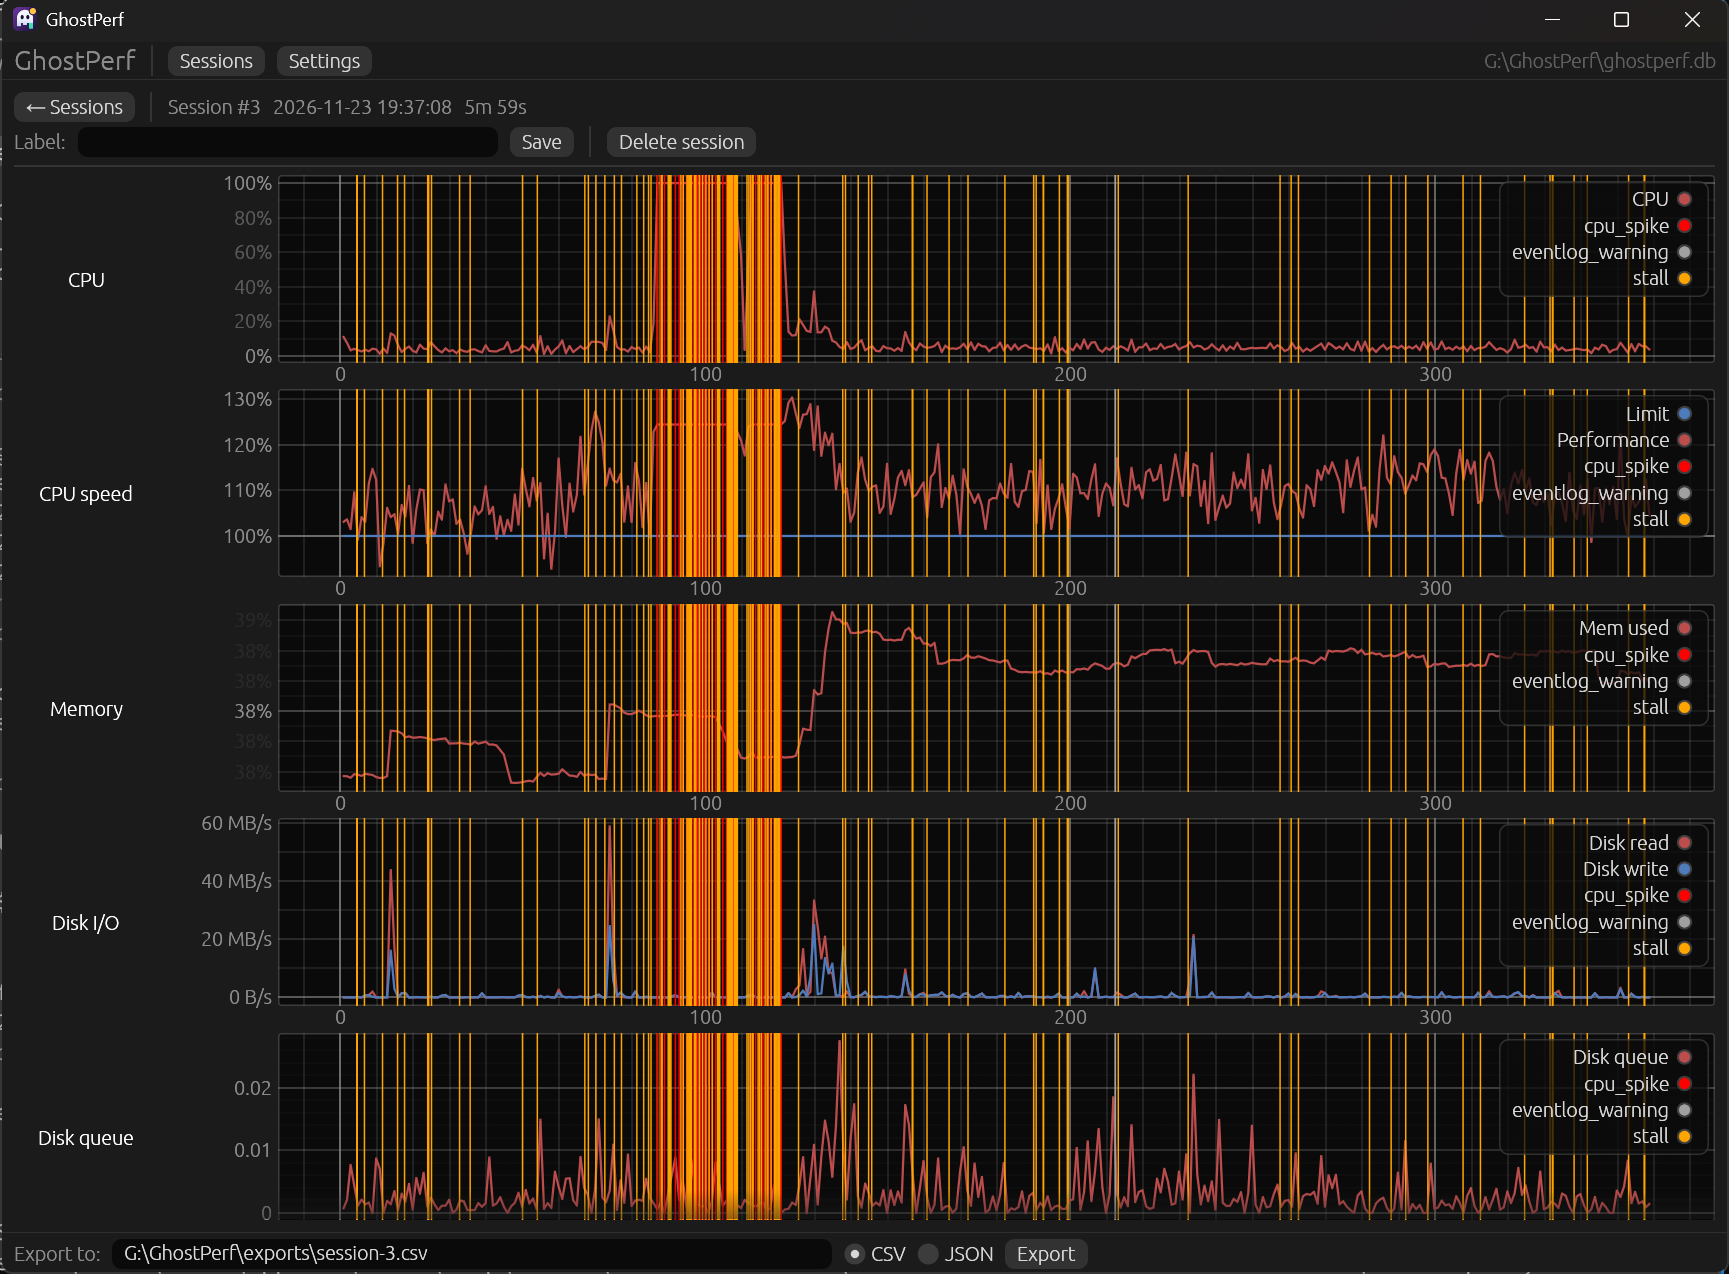 GhostPerf
GhostPerf Sessions Settings G:\GhostPerf\ghostperf.db
← Sessions Session #3 2026-11-23 19:37:08 5m 59s
Label: Save Delete session
CPU
100%
80%
60%
40%
20%
0%
0 100 200 300
CPU
cpu_spike
eventlog_warning
stall
CPU speed
130%
120%
110%
100%
0 100 200 300
Limit
Performance
cpu_spike
eventlog_warning
stall
Memory
39%
38%
38%
38%
38%
38%
0 100 200 300
Mem used
cpu_spike
eventlog_warning
stall
Disk I/O
60 MB/s
40 MB/s
20 MB/s
0 B/s
0 100 200 300
Disk read
Disk write
cpu_spike
eventlog_warning
stall
Disk queue
0.02
0.01
0
Disk queue
cpu_spike
eventlog_warning
stall
Export to: G:\GhostPerf\exports\session-3.csv CSV JSON Export